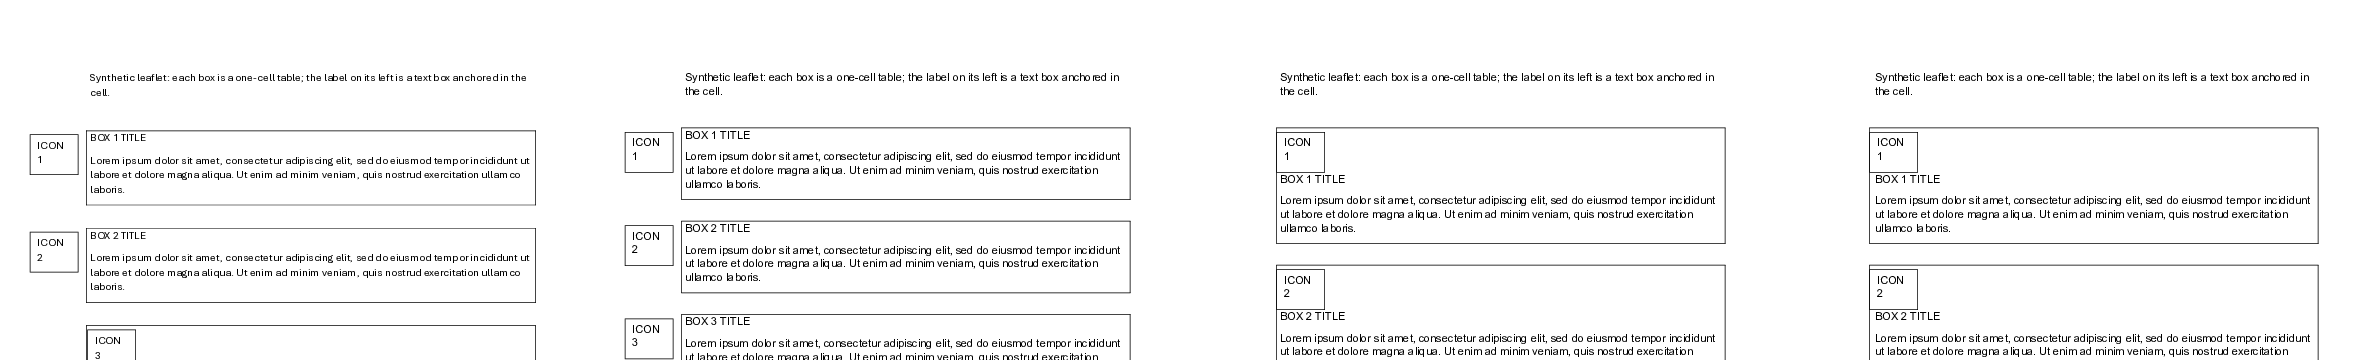 Synthetic leaflet: each box is a one-cell table; the label on its left is a text box anchored in the
cell.
ICON
1
BOX 1 TITLE
Lorem ipsum dolor sit amet, consectetur adipiscing elit, sed do eiusmod tempor incididunt ut
labore et dolore magna aliqua. Ut enim ad minim veniam, quis nostrud exercitation ullamco
laboris.
ICON
2
BOX 2 TITLE
Lorem ipsum dolor sit amet, consectetur adipiscing elit, sed do eiusmod tempor incididunt ut
labore et dolore magna aliqua. Ut enim ad minim veniam, quis nostrud exercitation ullamco
laboris.
ICON
3
Synthetic leaflet: each box is a one-cell table; the label on its left is a text box anchored in
the cell.
ICON
1
BOX 1 TITLE
Lorem ipsum dolor sit amet, consectetur adipiscing elit, sed do eiusmod tempor incididunt
ut labore et dolore magna aliqua. Ut enim ad minim veniam, quis nostrud exercitation
ullamco laboris.
ICON
2
BOX 2 TITLE
Lorem ipsum dolor sit amet, consectetur adipiscing elit, sed do eiusmod tempor incididunt
ut labore et dolore magna aliqua. Ut enim ad minim veniam, quis nostrud exercitation
ullamco laboris.
ICON
3
BOX 3 TITLE
Lorem ipsum dolor sit amet, consectetur adipiscing elit, sed do eiusmod tempor incididunt
ut labore et dolore magna aliqua. Ut enim ad minim veniam, quis nostrud exercitation
Synthetic leaflet: each box is a one-cell table; the label on its left is a text box anchored in
the cell.
ICON
1
BOX 1 TITLE
Lorem ipsum dolor sit amet, consectetur adipiscing elit, sed do eiusmod tempor incididunt
ut labore et dolore magna aliqua. Ut enim ad minim veniam, quis nostrud exercitation
ullamco laboris.
ICON
2
BOX 2 TITLE
Lorem ipsum dolor sit amet, consectetur adipiscing elit, sed do eiusmod tempor incididunt
ut labore et dolore magna aliqua. Ut enim ad minim veniam, quis nostrud exercitation
Synthetic leaflet: each box is a one-cell table; the label on its left is a text box anchored in
the cell.
ICON
1
BOX 1 TITLE
Lorem ipsum dolor sit amet, consectetur adipiscing elit, sed do eiusmod tempor incididunt
ut labore et dolore magna aliqua. Ut enim ad minim veniam, quis nostrud exercitation
ullamco laboris.
ICON
2
BOX 2 TITLE
Lorem ipsum dolor sit amet, consectetur adipiscing elit, sed do eiusmod tempor incididunt
ut labore et dolore magna aliqua. Ut enim ad minim veniam, quis nostrud exercitation